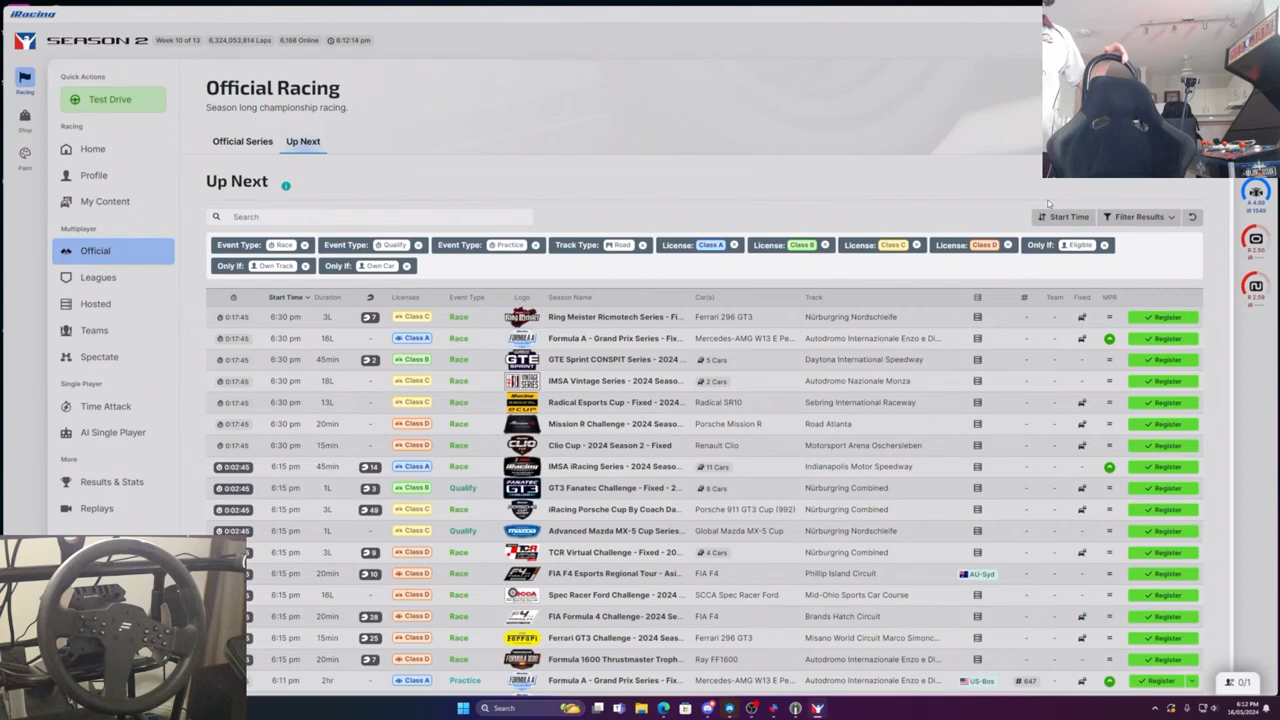 iRacing
SEASON 2 Week 10 of 13 6,324,053,814 Laps 6,168 Online 6:12:14 pm
Racing
Shop
Paint
Quick Actions
Test Drive
Racing
Home
Profile
My Content
Multiplayer
Official
Leagues
Hosted
Teams
Spectate
Single Player
Time Attack
AI Single Player
More
Results & Stats
Replays
Official Racing
Season long championship racing.
Official Series Up Next
Up Next
Search
Start Time Filter Results
Event Type: Race Event Type: Qualify Event Type: Practice Track Type: Road License: Class A License: Class B License: Class C License: Class D Only If: Eligible
Only If: Own Track Only If: Own Car
Start Time Duration Licenses Event Type Logo Season Name Car(s) Track # Team Fixed MPR
0:17:45 6:30 pm 3L 7 Class C Race Ring Meister Ricmotech Series - Fi... Ferrari 296 GT3 Nürburgring Nordschleife - - = Register
0:17:45 6:30 pm 16L - Class A Race Formula A - Grand Prix Series - Fix... Mercedes-AMG W13 E Pe... Autodromo Internazionale Enzo e Di... - - Register
0:17:45 6:30 pm 45min 2 Class B Race GTE Sprint CONSPIT Series - 2024 ... 5 Cars Daytona International Speedway - - = Register
0:17:45 6:30 pm 18L - Class C Race IMSA Vintage Series - 2024 Seaso... 2 Cars Autodromo Nazionale Monza - - = Register
0:17:45 6:30 pm 13L - Class C Race Radical Esports Cup - Fixed - 202... Radical SR10 Sebring International Raceway - - = Register
0:17:45 6:30 pm 20min - Class D Race Mission R Challenge - Fixed - 202... Porsche Mission R Road Atlanta - - = Register
0:17:45 6:30 pm 15min - Class D Race Clio Cup - 2024 Season 2 - Fixed Renault Clio Motorsport Arena Oschersleben - - = Register
0:02:45 6:15 pm 45min 14 Class A Race IMSA iRacing Series - 2024 Seaso... 11 Cars Indianapolis Motor Speedway - - Register
0:02:45 6:15 pm 1L 3 Class B Qualify GT3 Fanatec Challenge - Fixed - 2... 8 Cars Nürburgring Combined - - = Register
0:02:45 6:15 pm 3L 49 Class C Race iRacing Porsche Cup By Coach Da... Porsche 911 GT3 Cup (992) Nürburgring Combined - - = Register
0:02:45 6:15 pm 1L - Class C Qualify Advanced Mazda MX-5 Cup Series... Global Mazda MX-5 Cup Nürburgring Nordschleife - - = Register
6:15 pm 3L 9 Class D Race TCR Virtual Challenge - Fixed - 20... 4 Cars Nürburgring Combined - - = Register
6:15 pm 20min 10 Class D Race FIA F4 Esports Regional Tour - Asi... FIA F4 Phillip Island Circuit AU-Syd - - = Register
6:15 pm 16L - Class D Race Spec Racer Ford Challenge - Fixed... SCCA Spec Racer Ford Mid-Ohio Sports Car Course - - = Register
6:15 pm 20min 28 Class D Race FIA Formula 4 Challenge - Fixed -... FIA F4 Brands Hatch Circuit - - = Register
6:15 pm 15min 25 Class D Race Ferrari GT3 Challenge - 2024 Seas... Ferrari 296 GT3 Misano World Circuit Marco Simonc... - - = Register
6:15 pm 20min 7 Class D Race Formula 1600 Thrustmaster Troph... Ray FF1600 Autodromo Internazionale Enzo e Di... - - = Register
6:11 pm 2hr - Class A Practice Formula A - Grand Prix Series - Fix... Mercedes-AMG W13 E Pe... Autodromo Internazionale Enzo e Di... US-Bos # 647 - Register
A 4.99
iR 1549
R 2.50
R 2.59
0/1
Search
6:12 PM
16/05/2024